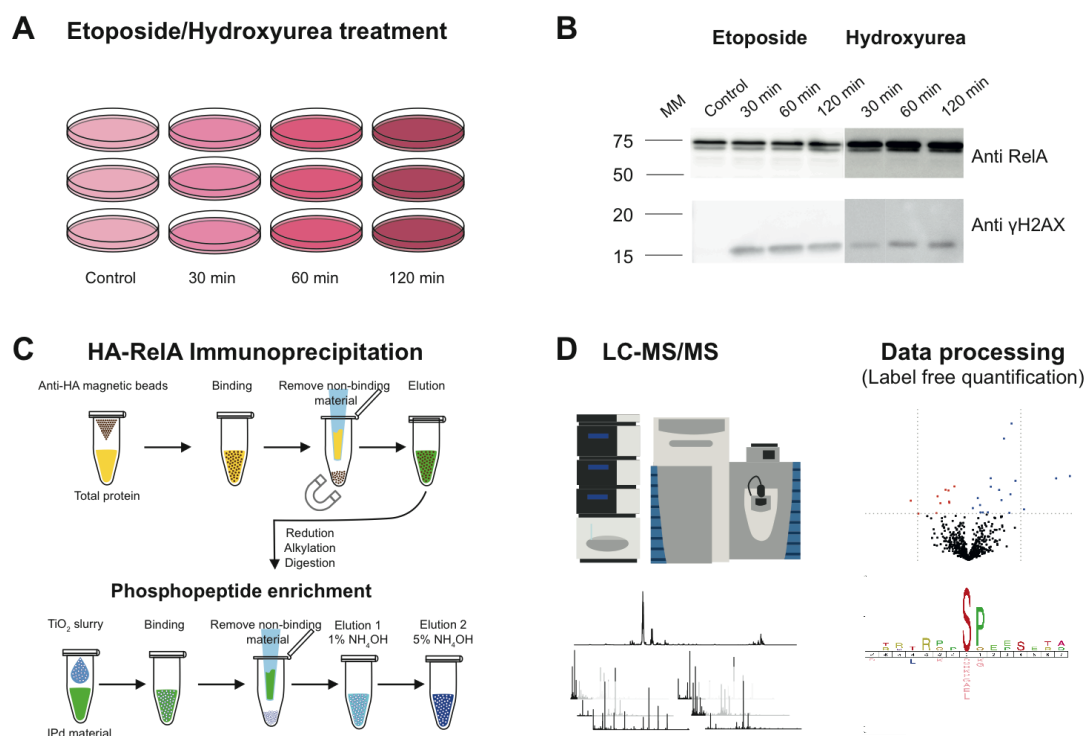 A Etoposide/Hydroxyurea treatment
Control 30 min 60 min 120 min
B
Etoposide Hydroxyurea
MM Control 30 min 60 min 120 min 30 min 60 min 120 min
75
50
Anti RelA
20
15
Anti γH2AX
C HA-RelA Immunoprecipitation
Anti-HA magnetic beads Binding Remove non-binding Elution
material
Total protein
Redution
Alkylation
Digestion
Phosphopeptide enrichment
TiO2 slurry Binding Remove non-binding Elution 1 Elution 2
material 1% NH4OH 5% NH4OH
IPd material
D LC-MS/MS Data processing
(Label free quantification)
SP